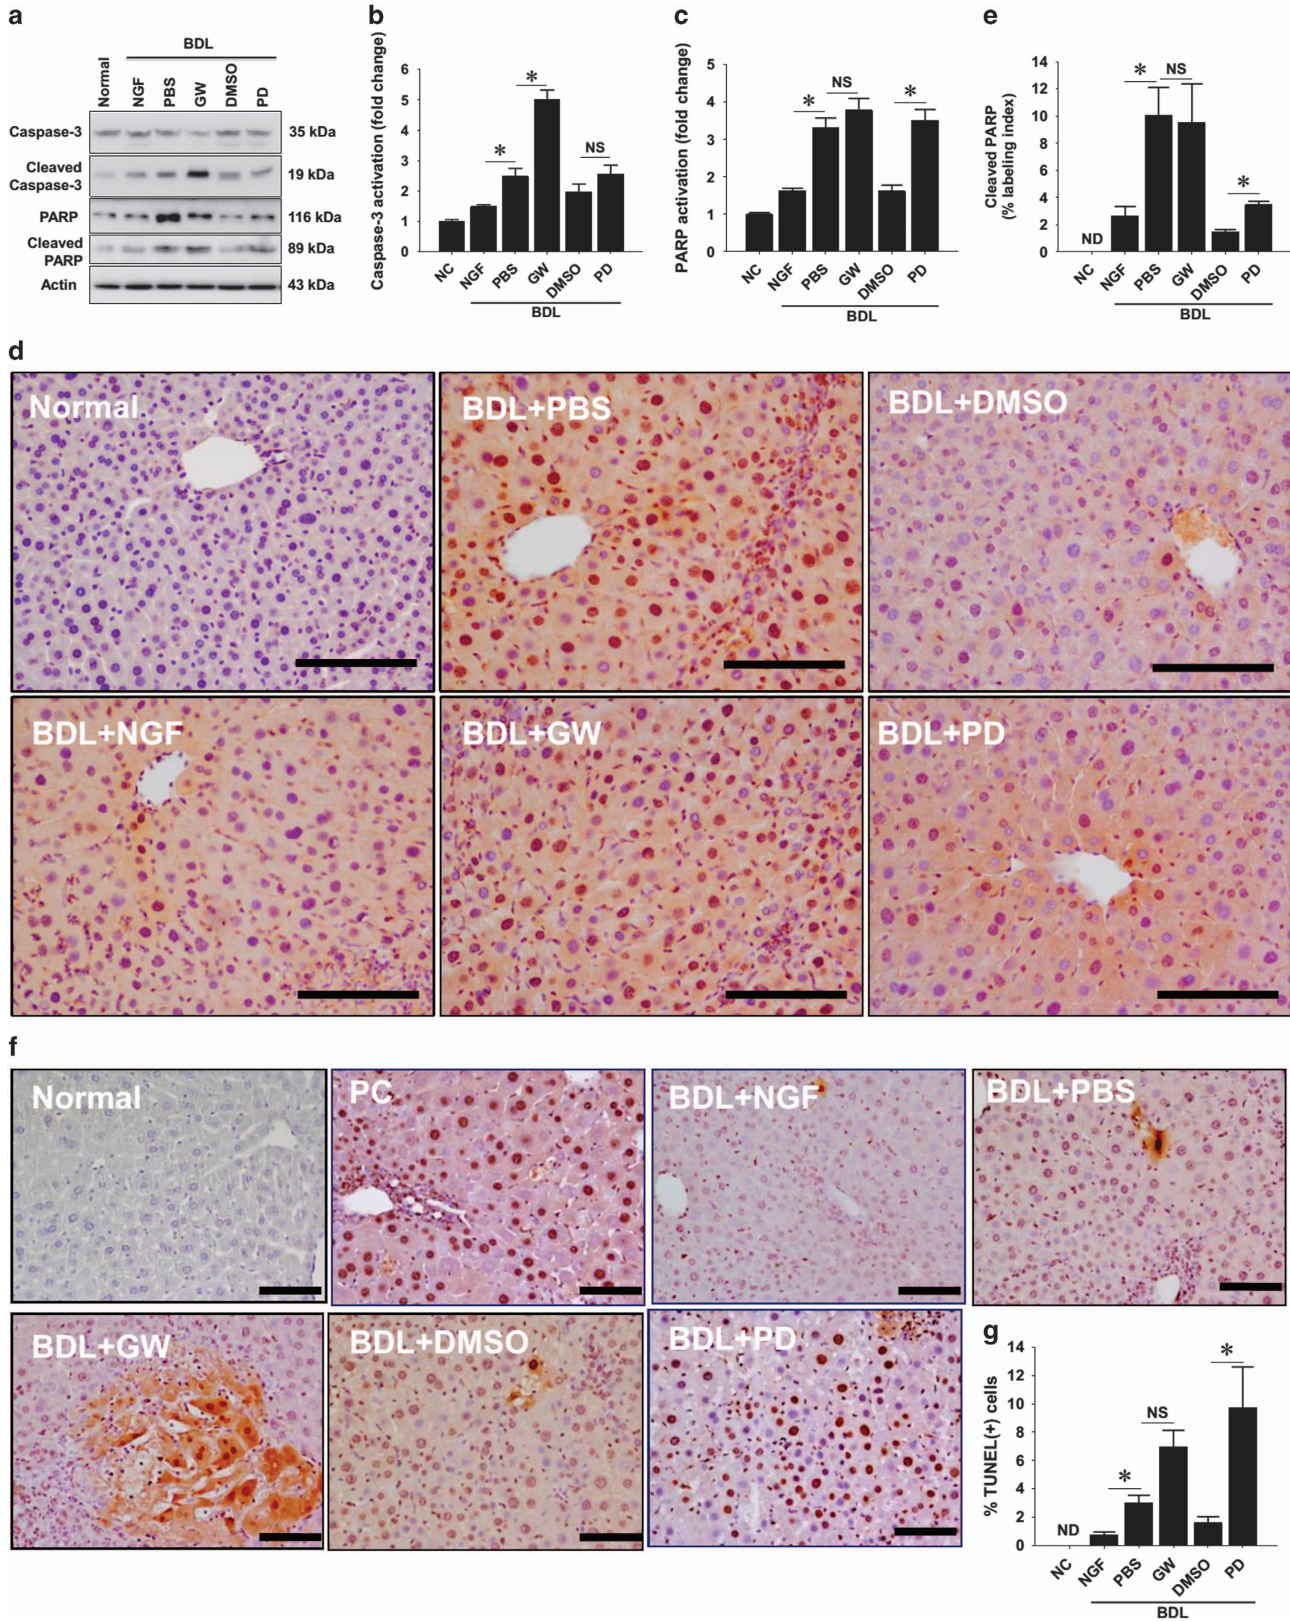 a
BDL
Normal
NGF
PBS
GW
DMSO
PD
Caspase-3
35 kDa
Cleaved
Caspase-3
19 kDa
PARP
116 kDa
Cleaved
PARP
89 kDa
Actin
43 kDa
b
Caspase-3 activation (fold change)
6
5
4
3
2
1
0
*
*
NS
NC
NGF
PBS
GW
DMSO
PD
BDL
c
PARP activation (fold change)
5
4
3
2
1
0
*
NS
*
NC
NGF
PBS
GW
DMSO
PD
BDL
e
Cleaved PARP
(% labeling index)
14
12
10
8
6
4
2
0
ND
*
NS
*
NC
NGF
PBS
GW
DMSO
PD
BDL
d
Normal
BDL+PBS
BDL+DMSO
BDL+NGF
BDL+GW
BDL+PD
f
Normal
PC
BDL+NGF
BDL+PBS
BDL+GW
BDL+DMSO
BDL+PD
g
% TUNEL(+) cells
14
12
10
8
6
4
2
0
ND
*
NS
*
NC
NGF
PBS
GW
DMSO
PD
BDL